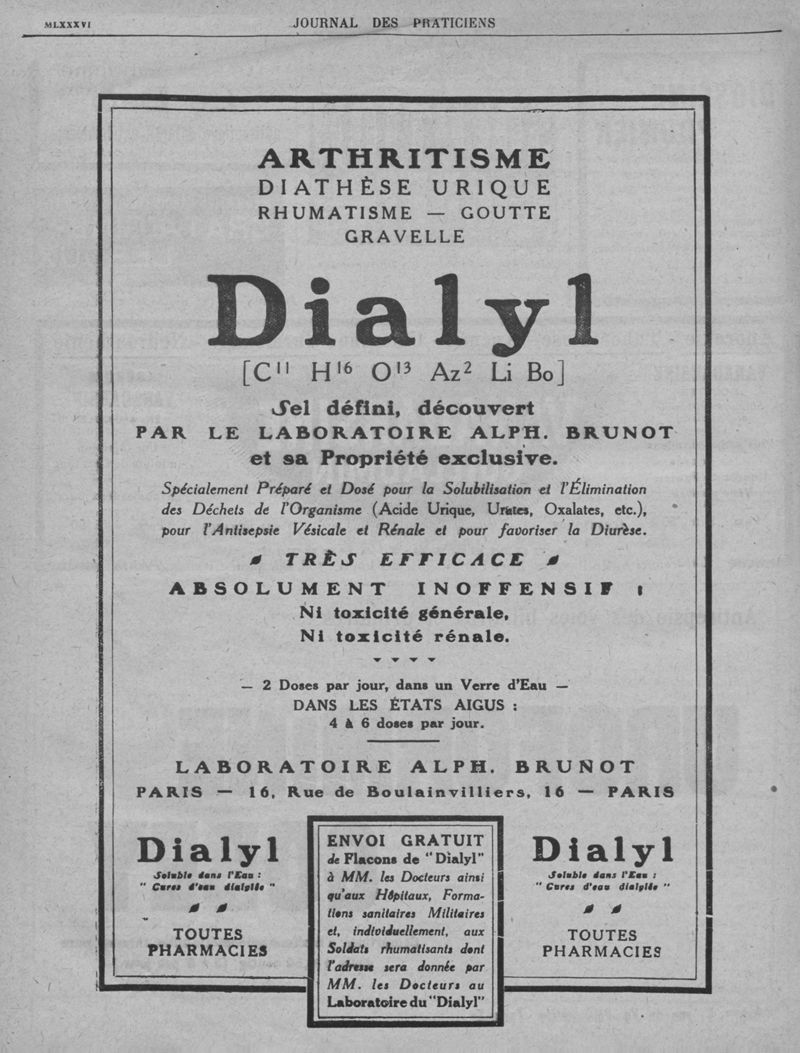 MLXXXVI
JOURNAL DES PRATICIENS
ARTHRITISME
DIATHÈSE URIQUE
RHUMATISME — GOUTTE
GRAVELLE
Dialyl
[C¹¹ H¹⁶ O¹³ Az² Li Bo]
Sel défini, découvert
PAR LE LABORATOIRE ALPH. BRUNOT
et sa Propriété exclusive.
Spécialement Préparé et Dosé pour la Solubilisation et l'Élimination
des Déchets de l'Organisme (Acide Urique, Urates, Oxalates, etc.),
pour l'Antisepsie Vésicale et Rénale et pour favoriser la Diurèse.
TRÈS EFFICACE
ABSOLUMENT INOFFENSIF :
Ni toxicité générale,
Ni toxicité rénale.
— 2 Doses par jour, dans un Verre d'Eau —
DANS LES ÉTATS AIGUS :
4 à 6 doses par jour.
LABORATOIRE ALPH. BRUNOT
PARIS — 16, Rue de Boulainvilliers, 16 — PARIS
Dialyl
Soluble dans l'Eau :
" Cures d'eau dialylée "
TOUTES
PHARMACIES
ENVOI GRATUIT
de Flacons de "Dialyl"
à MM. les Docteurs ainsi
qu'aux Hôpitaux, Forma-
tions sanitaires Militaires
et, individuellement, aux
Soldats rhumatisants dont
l'adresse sera donnée par
MM. les Docteurs au
Laboratoire du "Dialyl"
Dialyl
Soluble dans l'Eau :
" Cures d'eau dialylée "
TOUTES
PHARMACIES